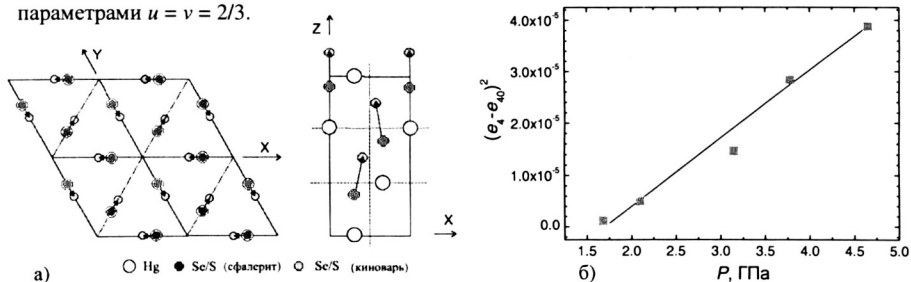 параметрами u = v = 2/3.
Z
Y
X
X
а)
Hg Se/S (сфалерит) Se/S (киноварь)
(e₄-e₄₀)²
4.0x10⁻⁵
3.0x10⁻⁵
2.0x10⁻⁵
1.0x10⁻⁵
0.0
1.5 2.0 2.5 3.0 3.5 4.0 4.5 5.0
б)
P, ГПа